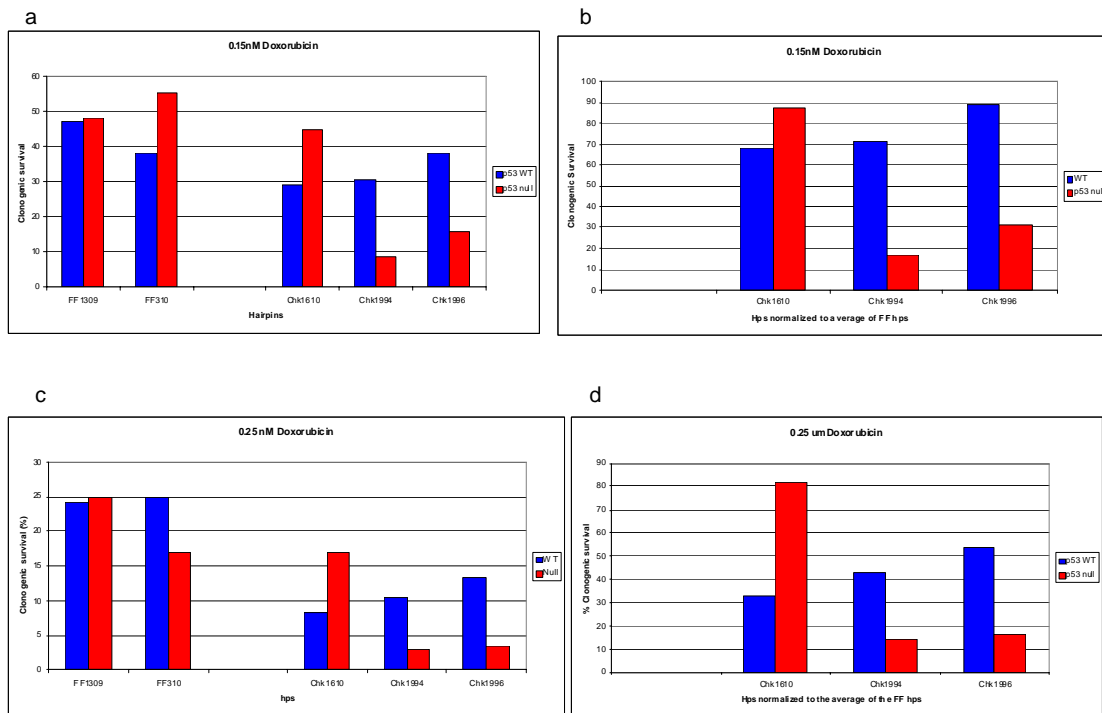 a
0.15nM Doxorubicin
Clonogenic survival
60
50
40
30
20
10
0
FF1309 FF310 Chk1610 Chk1994 Chk1996
Hairpins
p53 WT
p53 null
b
0.15nM Doxorubicin
Clonogenic Survival
100
90
80
70
60
50
40
30
20
10
0
Chk1610 Chk1994 Chk1996
Hps normalized to a average of FF hps
WT
p53 null
c
0.25 nM Doxorubicin
Clonogenic survival (%)
30
25
20
15
10
5
0
FF1309 FF310 Chk1610 Chk1994 Chk1996
hps
WT
Null
d
0.25 um Doxorubicin
% Clonogenic survival
90
80
70
60
50
40
30
20
10
0
Chk1610 Chk1994 Chk1996
Hps normalized to the average of the FF hps
p53 WT
p53 null